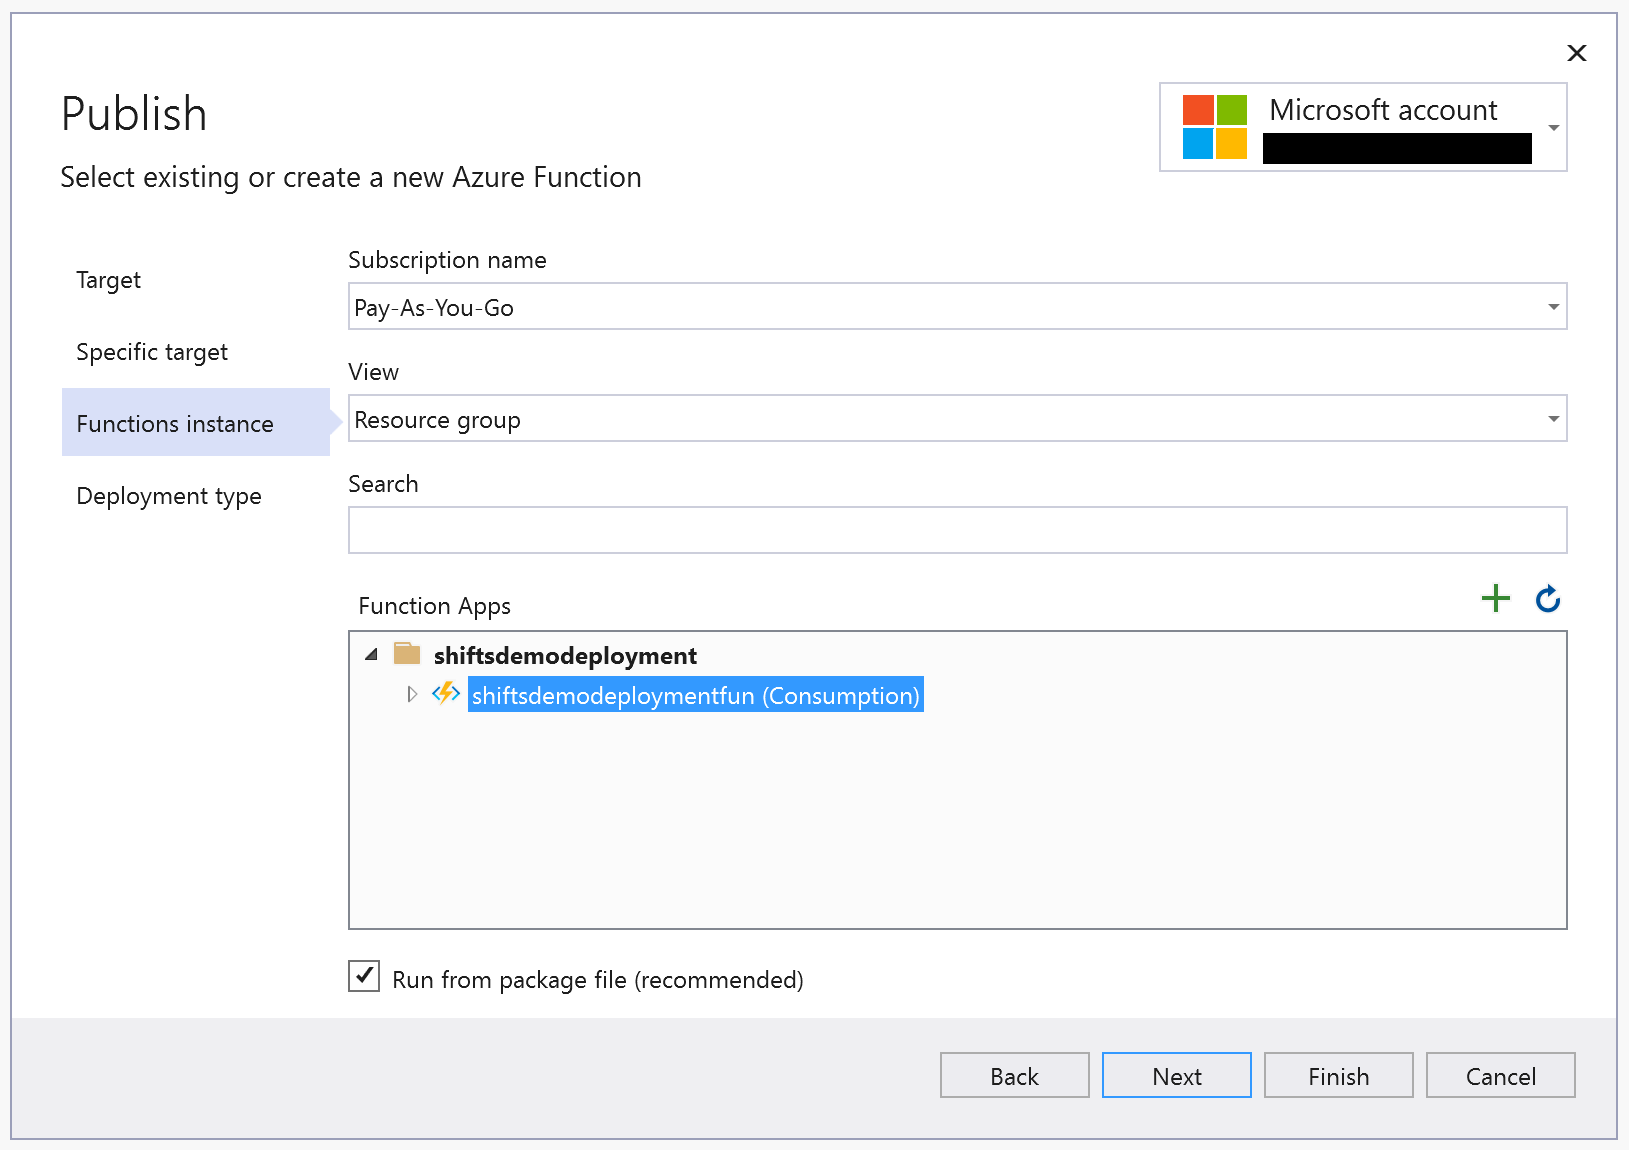 Publish
Microsoft account
Select existing or create a new Azure Function
Target
Specific target
Functions instance
Deployment type
Subscription name
Pay-As-You-Go
View
Resource group
Search
Function Apps
shiftsdemodeployment
shiftsdemodeploymentfun (Consumption)
Run from package file (recommended)
Back
Next
Finish
Cancel